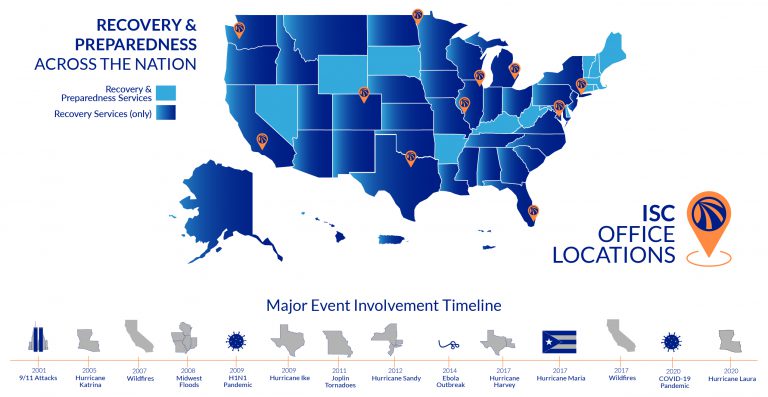 RECOVERY &
PREPAREDNESS
ACROSS THE NATION
Recovery &
Preparedness Services
Recovery Services (only)
ISC
OFFICE
LOCATIONS
Major Event Involvement Timeline
2001
9/11 Attacks
2005
Hurricane
Katrina
2007
Wildfires
2008
Midwest
Floods
2009
H1N1
Pandemic
2009
Hurricane Ike
2011
Joplin
Tornadoes
2012
Hurricane Sandy
2014
Ebola
Outbreak
2017
Hurricane
Harvey
2017
Hurricane Maria
2017
Wildfires
2020
COVID-19
Pandemic
2020
Hurricane Laura